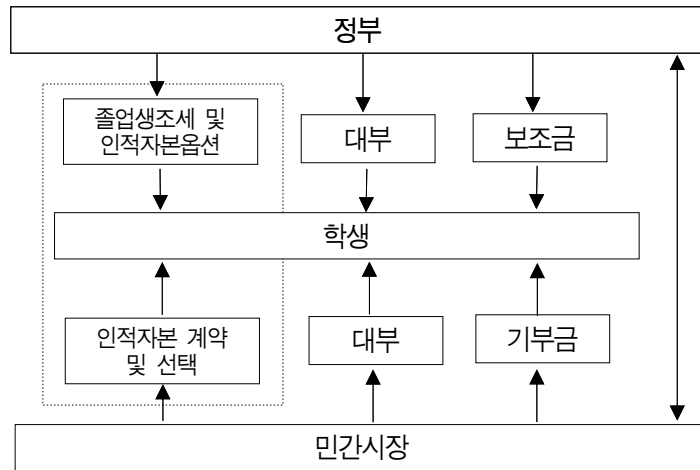 정부
졸업생조세 및
인적자본옵션
대부
보조금
학생
인적자본 계약
및 선택
대부
기부금
민간시장